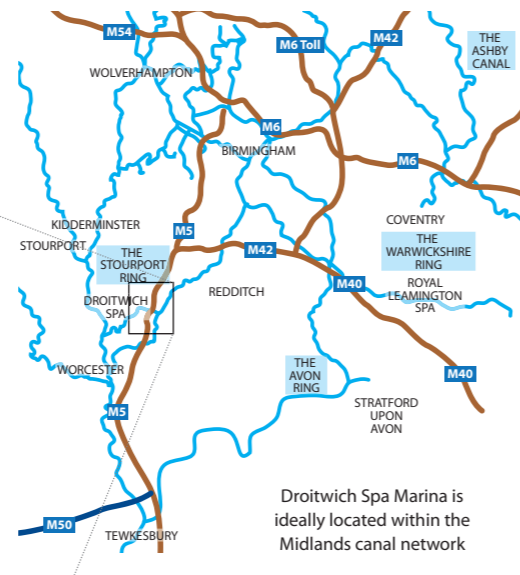 M54
M6 Toll
M42
THE
ASHBY
CANAL
WOLVERHAMPTON
M6
BIRMINGHAM
M6
KIDDERMINSTER
STOURPORT
M5
COVENTRY
THE
STOURPORT
RING
M42
THE
WARWICKSHIRE
RING
DROITWICH
SPA
REDDITCH
M40
ROYAL
LEAMINGTON
SPA
WORCESTER
THE
AVON
RING
M40
M5
STRATFORD
UPON
AVON
M50
TEWKESBURY
Droitwich Spa Marina is
ideally located within the
Midlands canal network